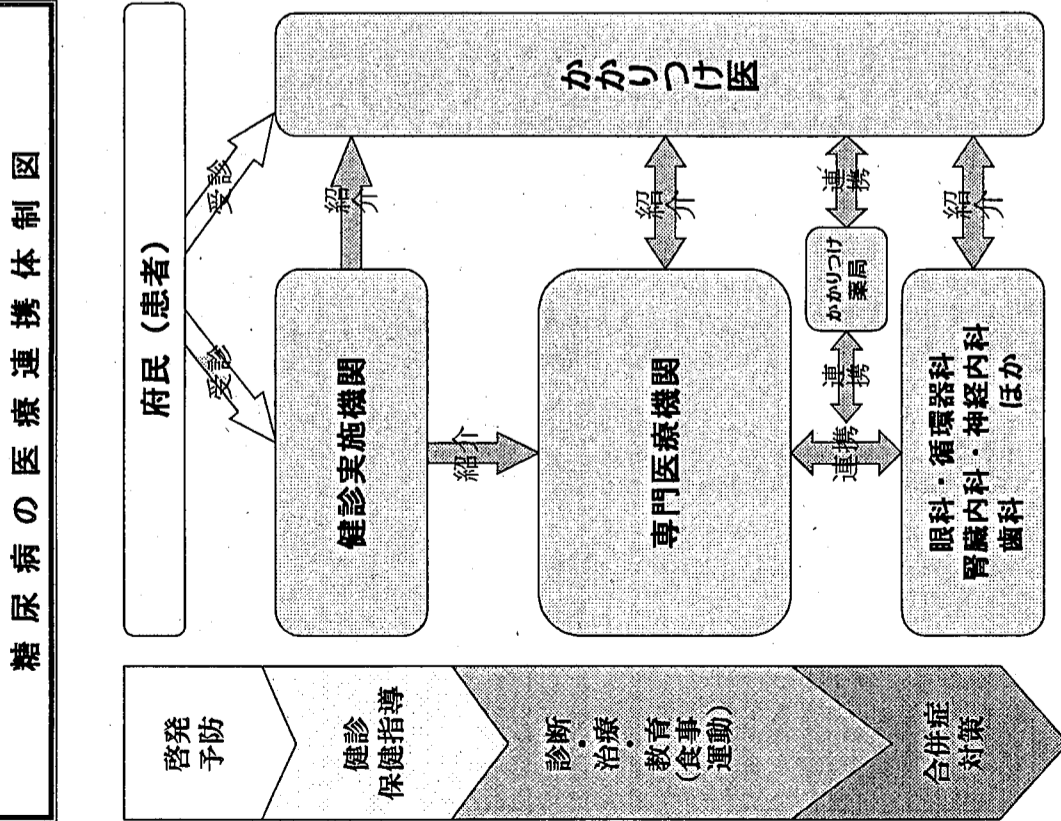 糖尿病の医療連携体制図
府民（患者）
受診
受診
かかりつけ医
健診実施機関
紹介
紹介
専門医療機関
紹介
かかりつけ
薬局
連携
連携
連携
眼科・循環器科
腎臓内科・神経内科
歯科　ほか
紹介
啓発
予防
健診
保健指導
診断
・
治療
・
教育
(食事
運動)
合併症
対策